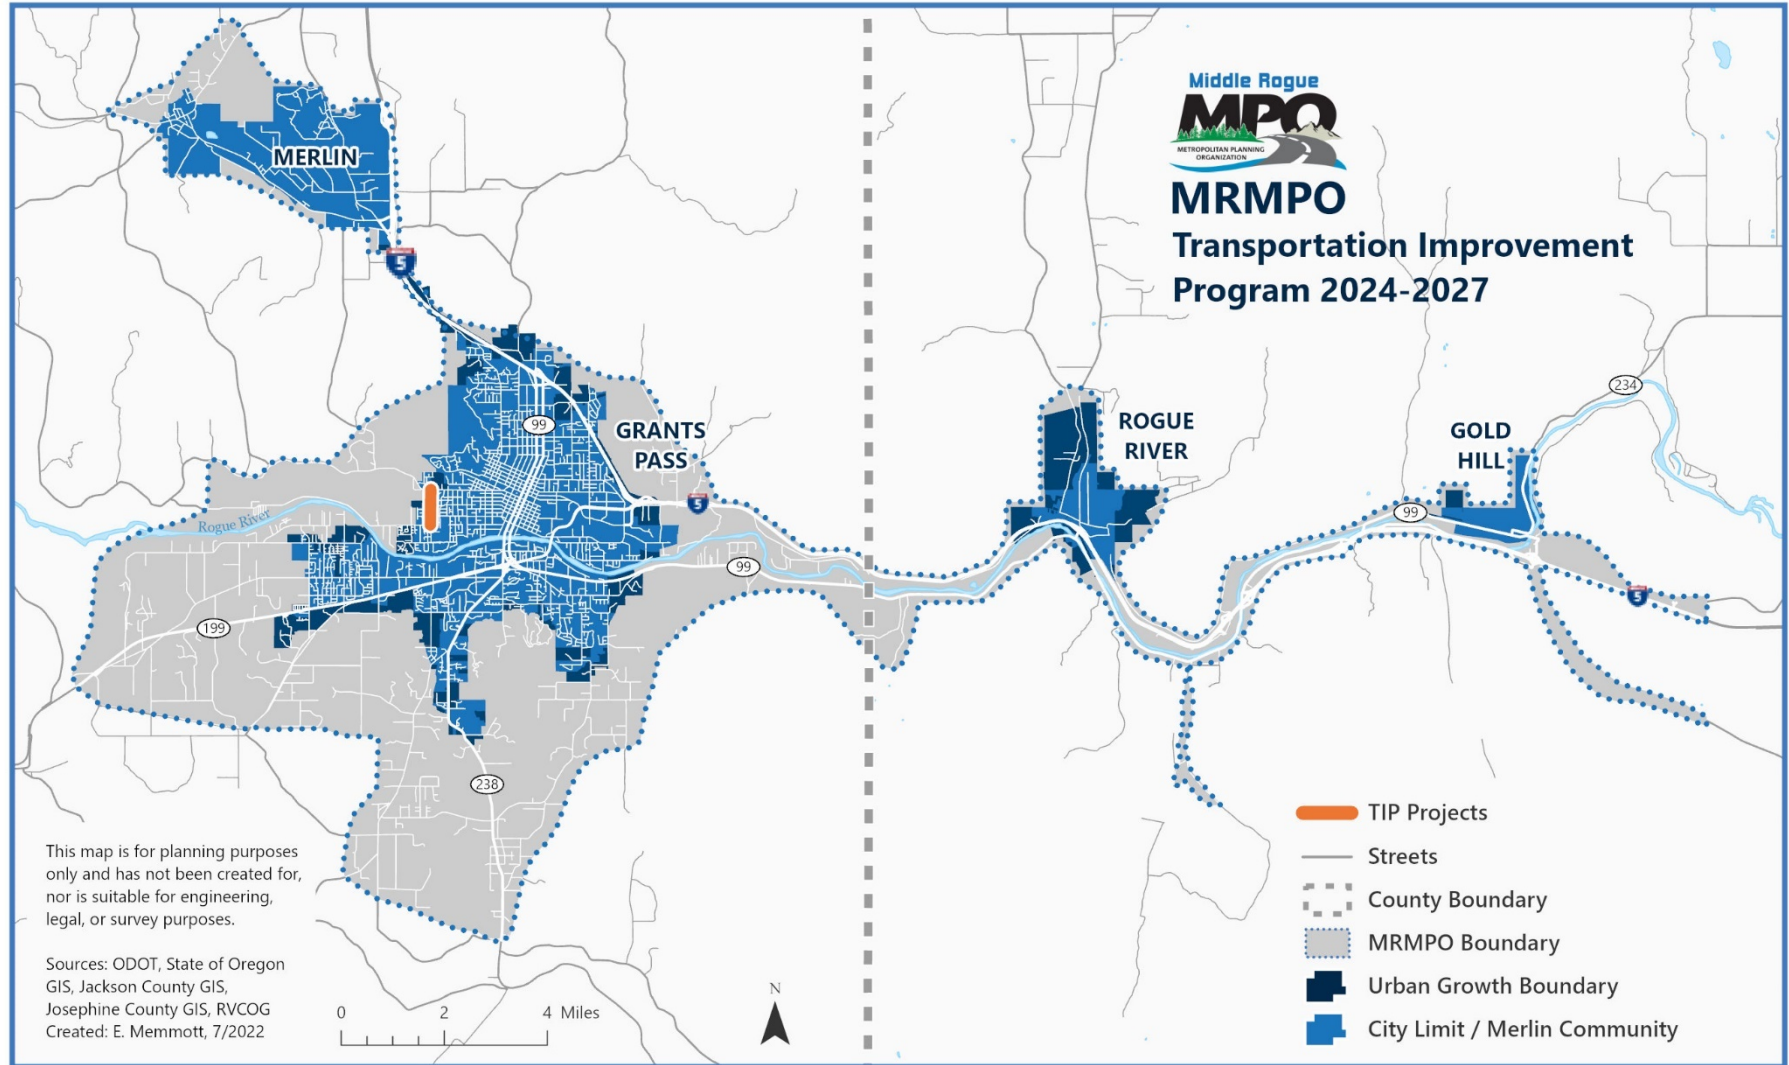 Middle Rogue
MPO
METROPOLITAN PLANNING
ORGANIZATION
MRMPO
Transportation Improvement
Program 2024-2027
MERLIN
5
99
GRANTS
PASS
5
Rogue River
99
199
238
ROGUE
RIVER
GOLD
HILL
234
99
5
This map is for planning purposes
only and has not been created for,
nor is suitable for engineering,
legal, or survey purposes.
Sources: ODOT, State of Oregon
GIS, Jackson County GIS,
Josephine County GIS, RVCOG
Created: E. Memmott, 7/2022
0 2 4 Miles
N
TIP Projects
Streets
County Boundary
MRMPO Boundary
Urban Growth Boundary
City Limit / Merlin Community